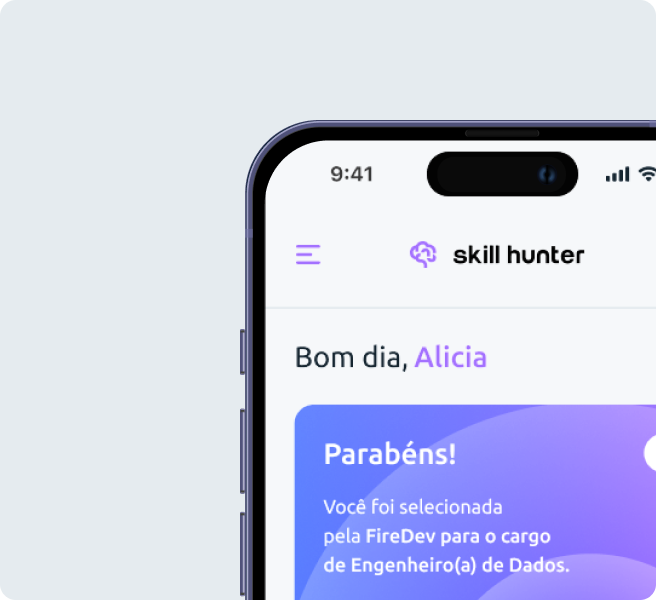 9:41
skill hunter
Bom dia, Alicia
Parabéns!
Você foi selecionada
pela FireDev para o cargo
de Engenheiro(a) de Dados.